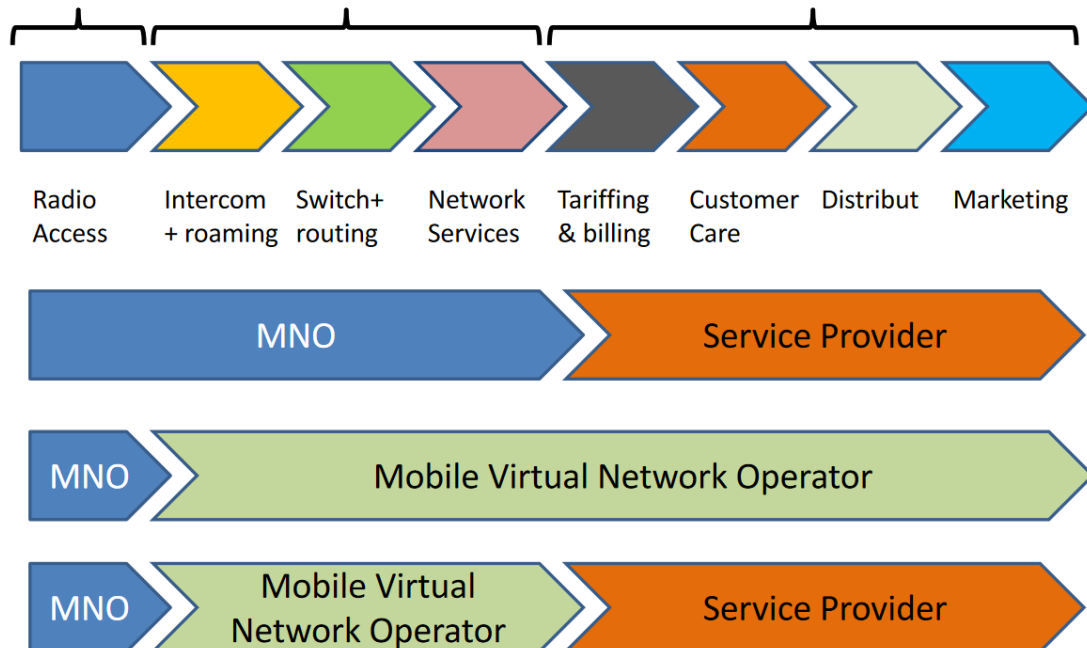 Radio
Access
Intercom
+ roaming
Switch+
routing
Network
Services
Tariffing
& billing
Customer
Care
Distribut
Marketing
MNO
Service Provider
MNO
Mobile Virtual Network Operator
MNO
Mobile Virtual
Network Operator
Service Provider